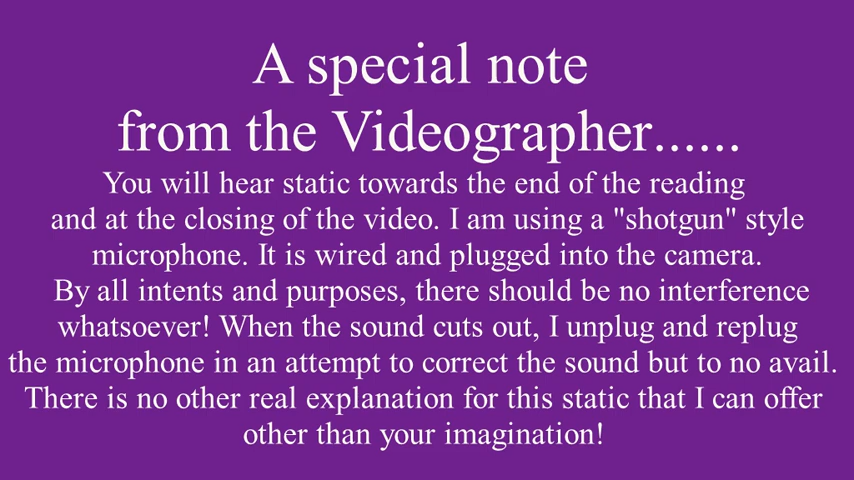 A special note
from the Videographer......
You will hear static towards the end of the reading
and at the closing of the video. I am using a "shotgun" style
microphone. It is wired and plugged into the camera.
By all intents and purposes, there should be no interference
whatsoever! When the sound cuts out, I unplug and replug
the microphone in an attempt to correct the sound but to no avail.
There is no other real explanation for this static that I can offer
other than your imagination!